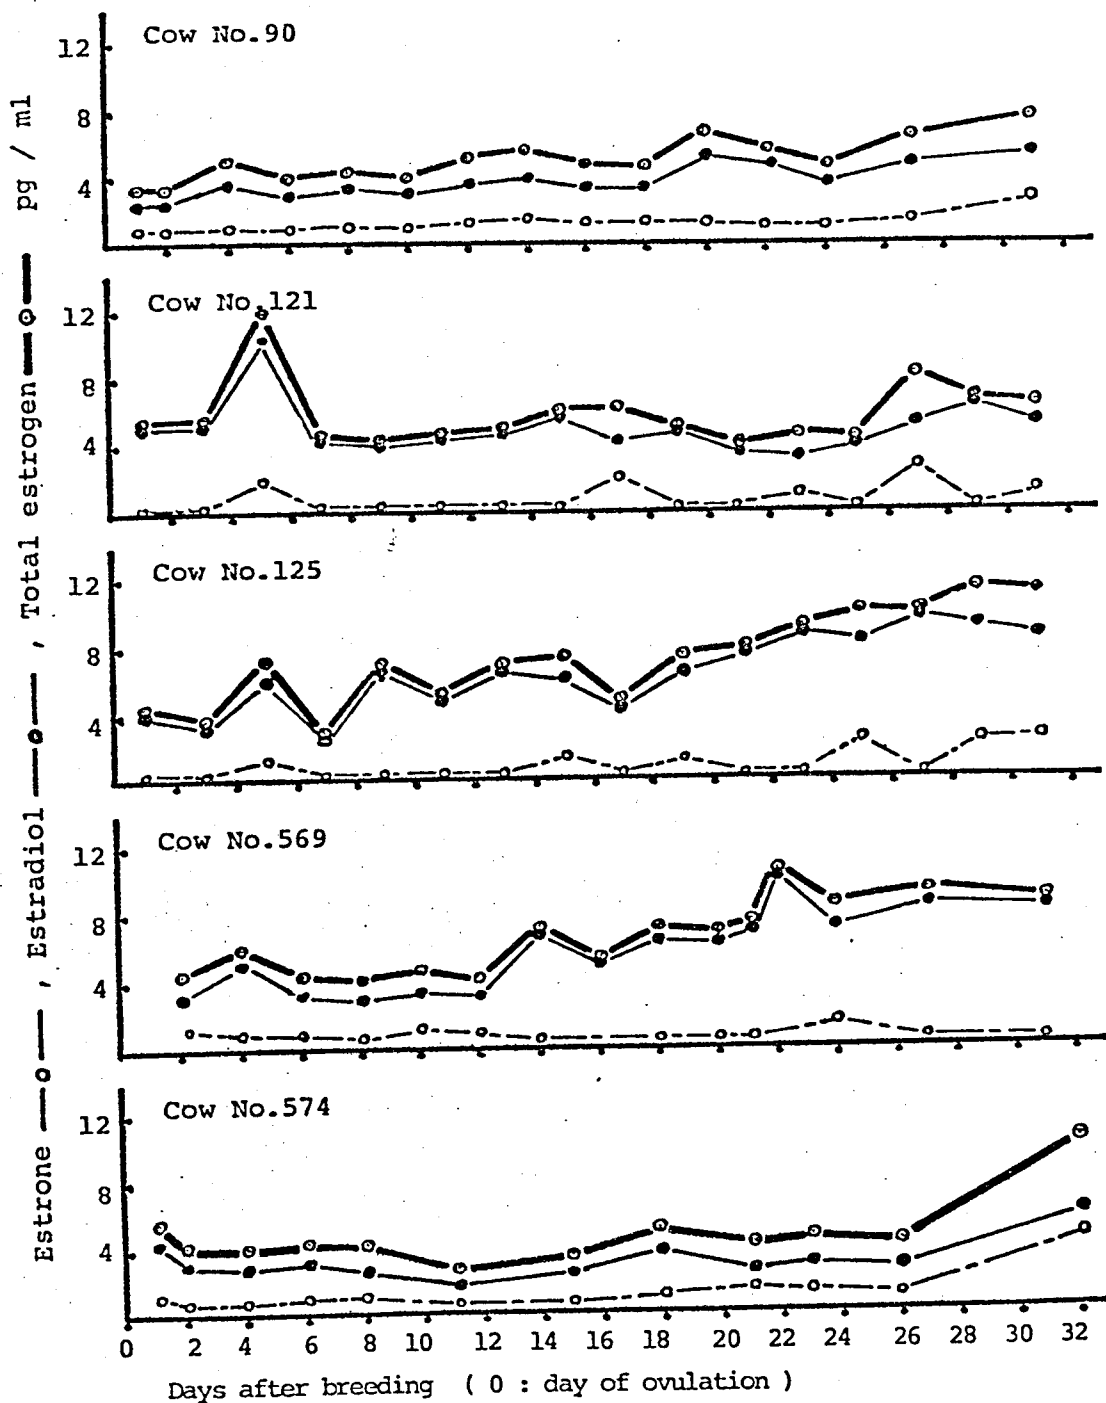 Estrone —o— , Estradiol —o— , Total estrogen —⊙— pg / ml
Cow No.90
12
8
4
Cow No.121
12
8
4
Cow No.125
12
8
4
Cow No.569
12
8
4
Cow No.574
12
8
4
0 2 4 6 8 10 12 14 16 18 20 22 24 26 28 30 32
Days after breeding ( 0 : day of ovulation )